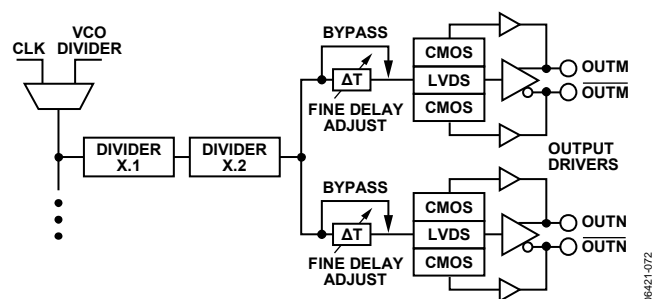 CLK
VCO
DIVIDER
DIVIDER
X.1
DIVIDER
X.2
BYPASS
ΔT
FINE DELAY
ADJUST
CMOS
LVDS
CMOS
OUTM
OUTM
OUTPUT
DRIVERS
BYPASS
ΔT
FINE DELAY
ADJUST
CMOS
LVDS
CMOS
OUTN
OUTN
06421-072